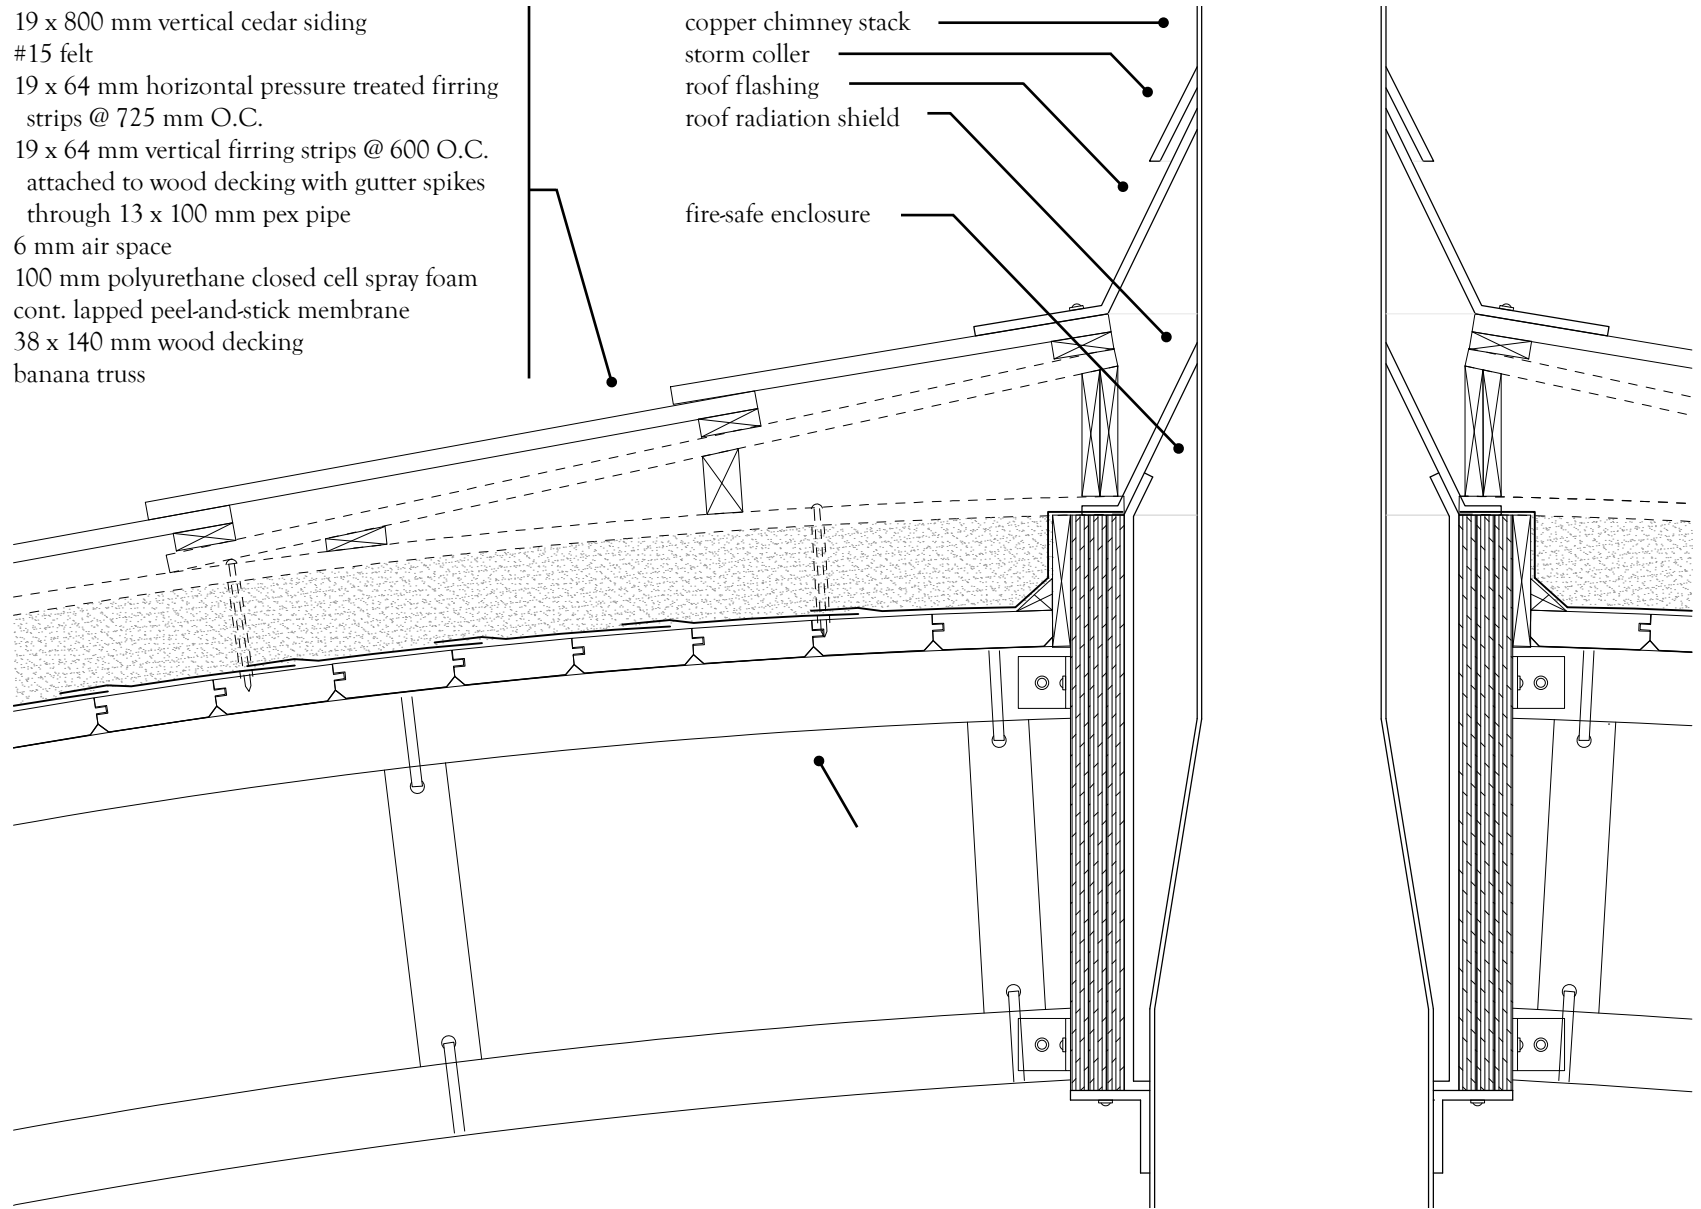 19 x 800 mm vertical cedar siding
#15 felt
19 x 64 mm horizontal pressure treated firring
strips @ 725 mm O.C.
19 x 64 mm vertical firring strips @ 600 O.C.
attached to wood decking with gutter spikes
through 13 x 100 mm pex pipe
6 mm air space
100 mm polyurethane closed cell spray foam
cont. lapped peel-and-stick membrane
38 x 140 mm wood decking
banana truss
copper chimney stack
storm coller
roof flashing
roof radiation shield
fire-safe enclosure